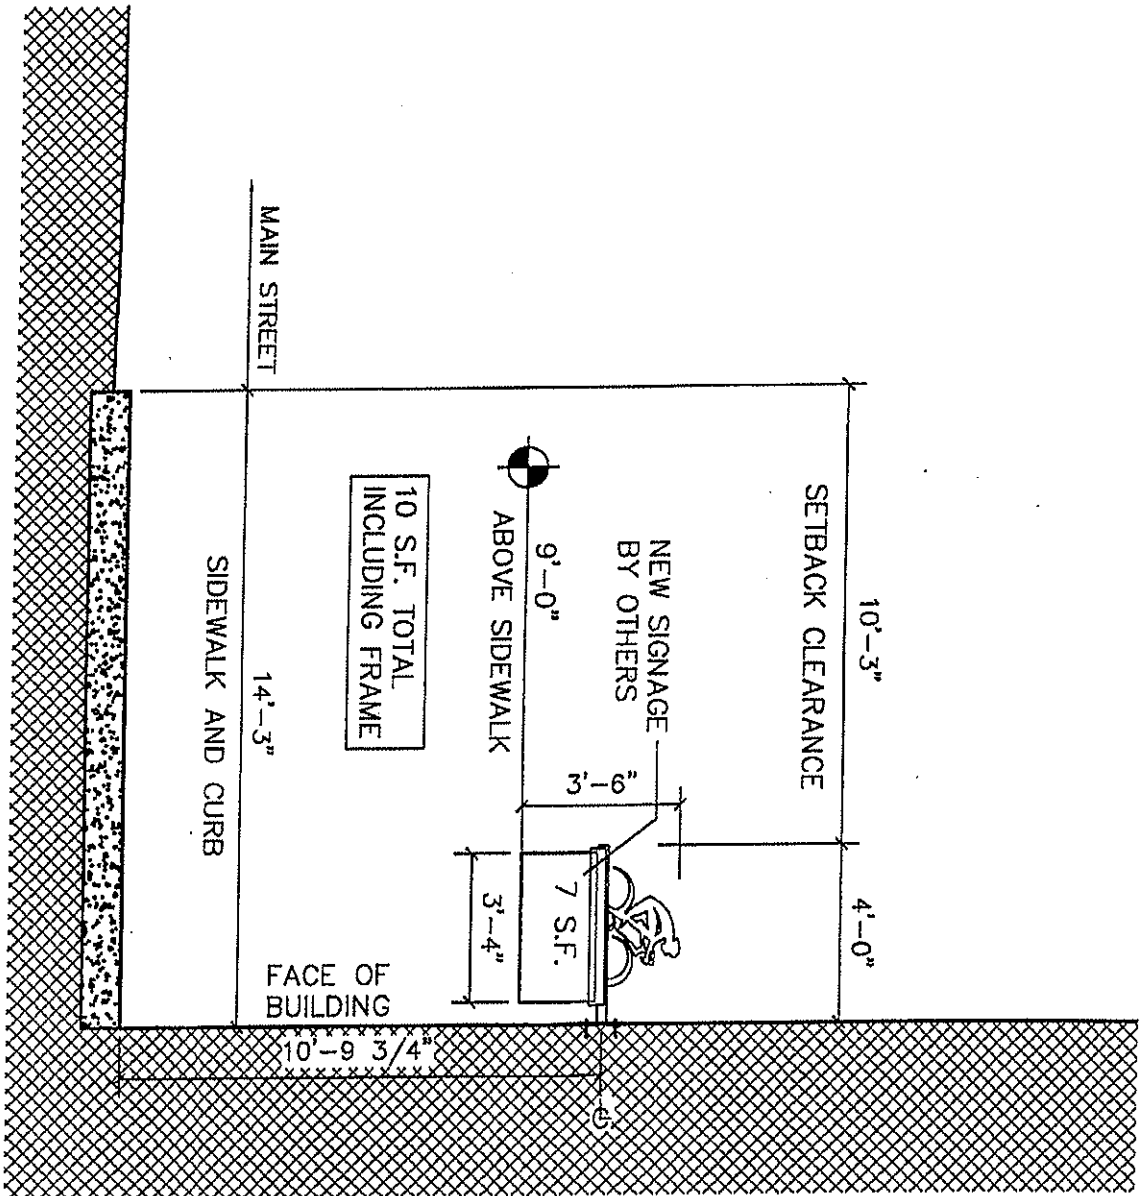 10'-3"
4'-0"
SETBACK CLEARANCE
NEW SIGNAGE
BY OTHERS
3'-6"
9'-0"
ABOVE SIDEWALK
7 S.F.
3'-4"
10 S.F. TOTAL
INCLUDING FRAME
MAIN STREET
14'-3"
SIDEWALK AND CURB
FACE OF
BUILDING
10'-9 3/4"